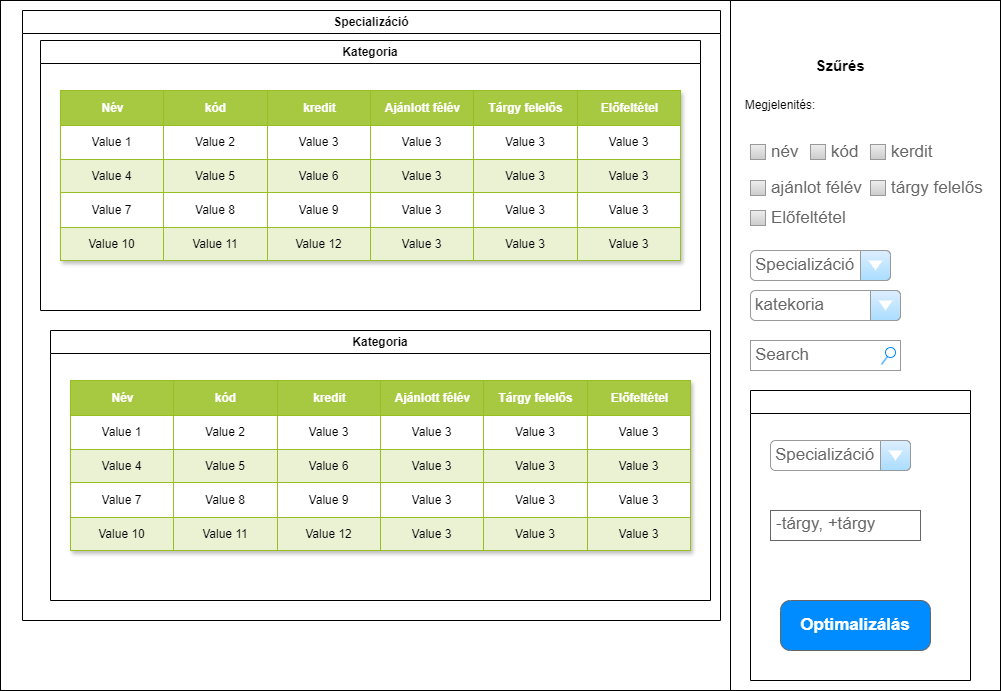 Specializáció
Kategoria
Név kód kredit Ajánlott félév Tárgy felelős Előfeltétel
Value 1 Value 2 Value 3 Value 3 Value 3 Value 3
Value 4 Value 5 Value 6 Value 3 Value 3 Value 3
Value 7 Value 8 Value 9 Value 3 Value 3 Value 3
Value 10 Value 11 Value 12 Value 3 Value 3 Value 3
Kategoria
Név kód kredit Ajánlott félév Tárgy felelős Előfeltétel
Value 1 Value 2 Value 3 Value 3 Value 3 Value 3
Value 4 Value 5 Value 6 Value 3 Value 3 Value 3
Value 7 Value 8 Value 9 Value 3 Value 3 Value 3
Value 10 Value 11 Value 12 Value 3 Value 3 Value 3
Szűrés
Megjelenités:
név kód kerdit
ajánlot félév tárgy felelős
Előfeltétel
Specializáció
katekoria
Search
Specializáció
-tárgy, +tárgy
Optimalizálás